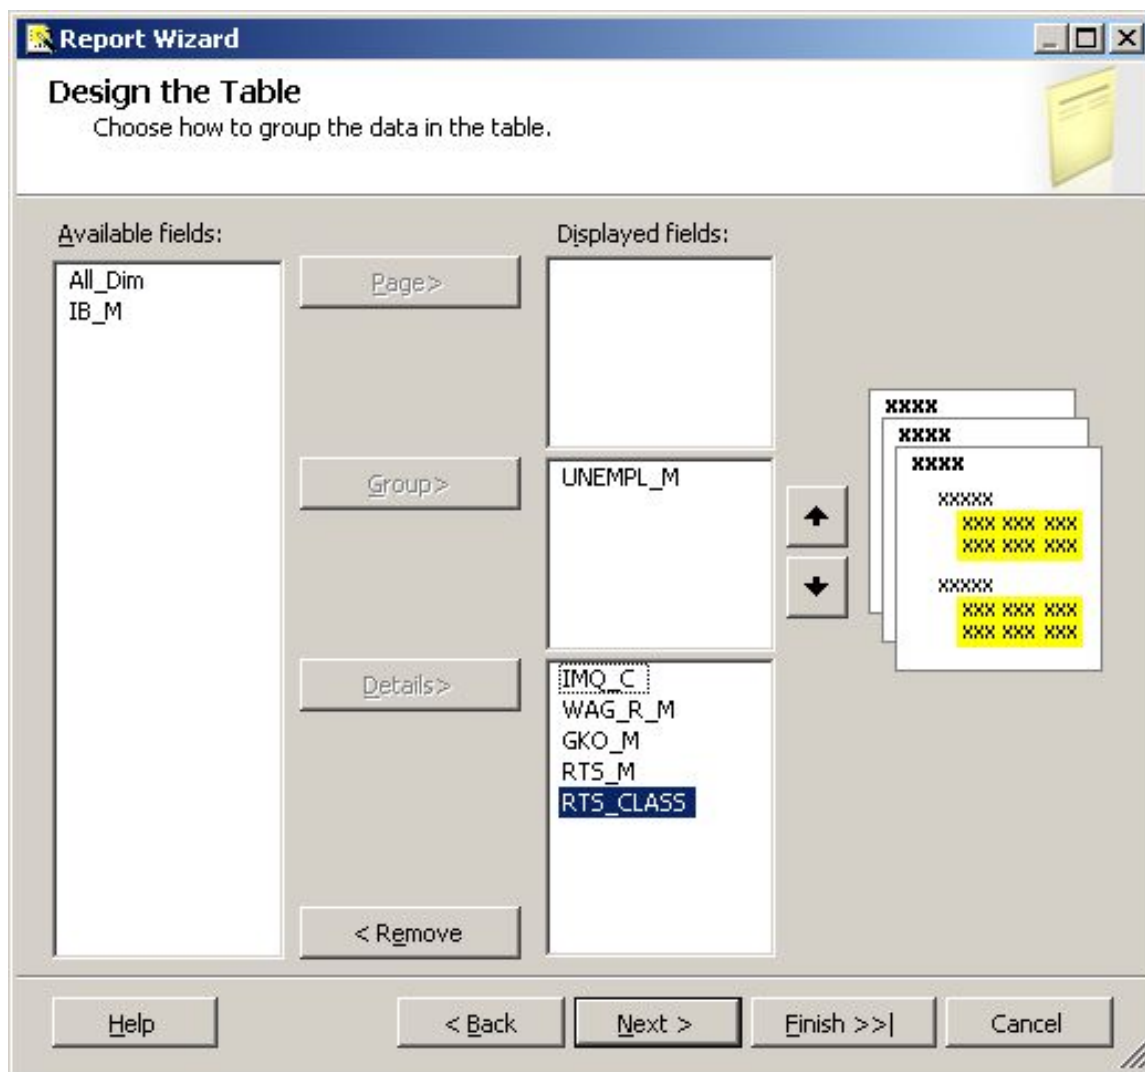 Report Wizard
Design the Table
Choose how to group the data in the table.
Available fields:
Displayed fields:
All_Dim
IB_M
Page>
Group>
Details>
< Remove
UNEMPL_M
IMQ_C
WAG_R_M
GKO_M
RTS_M
RTS_CLASS
xxxx
xxxx
xxxx
xxxxx
xxx xxx xxx
xxx xxx xxx
xxxxx
xxx xxx xxx
xxx xxx xxx
Help
< Back
Next >
Finish >>|
Cancel